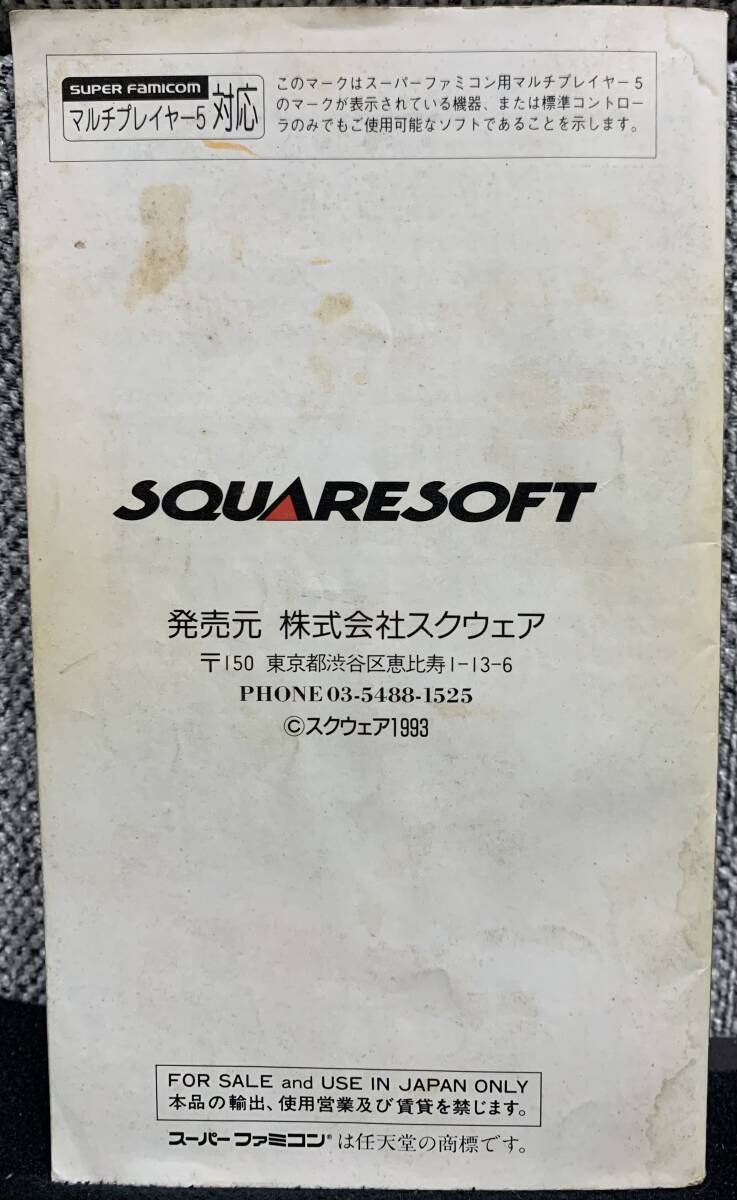 SUPER FAMICOM
マルチプレイヤー5 対応
このマークはスーパーファミコン用マルチプレイヤー5
のマークが表示されている機器、または標準コントロー
ラのみでもご使用可能なソフトであることを示します。
SQUARESOFT
発売元 株式会社スクウェア
〒150 東京都渋谷区恵比寿1-13-6
PHONE 03-5488-1525
©スクウェア1993
FOR SALE and USE IN JAPAN ONLY
本品の輸出、使用営業及び賃貸を禁じます。
スーパーファミコン®は任天堂の商標です。